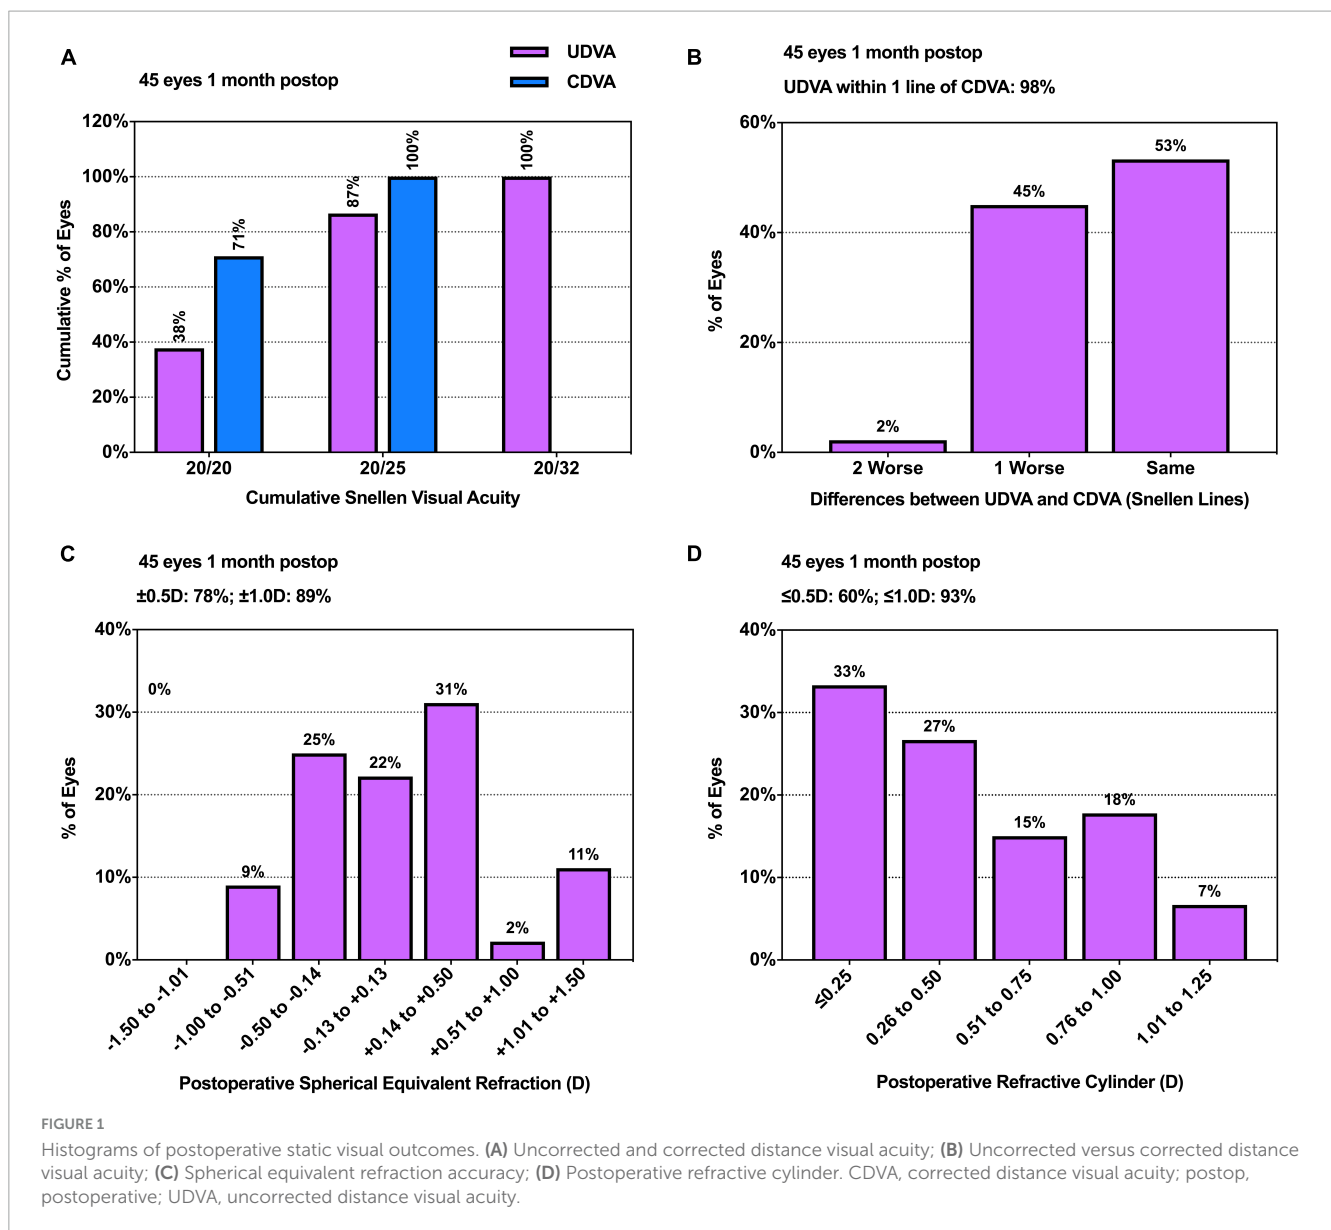 A
45 eyes 1 month postop
UDVA
CDVA
120%
100%
80%
60%
40%
20%
0%
Cumulative % of Eyes
38%
71%
87%
100%
100%
20/20
20/25
20/32
Cumulative Snellen Visual Acuity
B
45 eyes 1 month postop
UDVA within 1 line of CDVA: 98%
60%
40%
20%
0%
% of Eyes
2%
45%
53%
2 Worse
1 Worse
Same
Differences between UDVA and CDVA (Snellen Lines)
C
45 eyes 1 month postop
±0.5D: 78%; ±1.0D: 89%
40%
30%
20%
10%
0%
% of Eyes
0%
9%
25%
22%
31%
2%
11%
-1.50 to -1.01
-1.00 to -0.51
-0.50 to -0.14
-0.13 to +0.13
+0.14 to +0.50
+0.51 to +1.00
+1.01 to +1.50
Postoperative Spherical Equivalent Refraction (D)
D
45 eyes 1 month postop
≤0.5D: 60%; ≤1.0D: 93%
40%
30%
20%
10%
0%
% of Eyes
33%
27%
15%
18%
7%
≤0.25
0.26 to 0.50
0.51 to 0.75
0.76 to 1.00
1.01 to 1.25
Postoperative Refractive Cylinder (D)
FIGURE 1
Histograms of postoperative static visual outcomes. (A) Uncorrected and corrected distance visual acuity; (B) Uncorrected versus corrected distance
visual acuity; (C) Spherical equivalent refraction accuracy; (D) Postoperative refractive cylinder. CDVA, corrected distance visual acuity; postop,
postoperative; UDVA, uncorrected distance visual acuity.